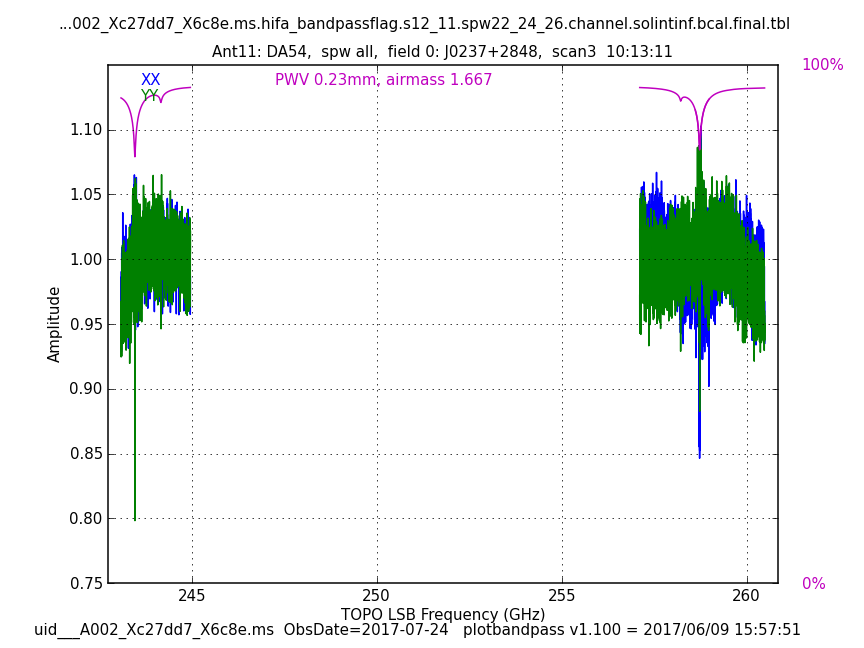 ...002_Xc27dd7_X6c8e.ms.hifa_bandpassflag.s12_11.spw22_24_26.channel.solintinf.bcal.final.tbl
Ant11: DA54,  spw all,  field 0: J0237+2848,  scan3  10:13:11
100%
XX
PWV 0.23mm, airmass 1.667
YY
1.10
1.05
1.00
0.95
0.90
0.85
0.80
0.75
Amplitude
0%
245
250
255
260
TOPO LSB Frequency (GHz)
uid___A002_Xc27dd7_X6c8e.ms  ObsDate=2017-07-24   plotbandpass v1.100 = 2017/06/09 15:57:51